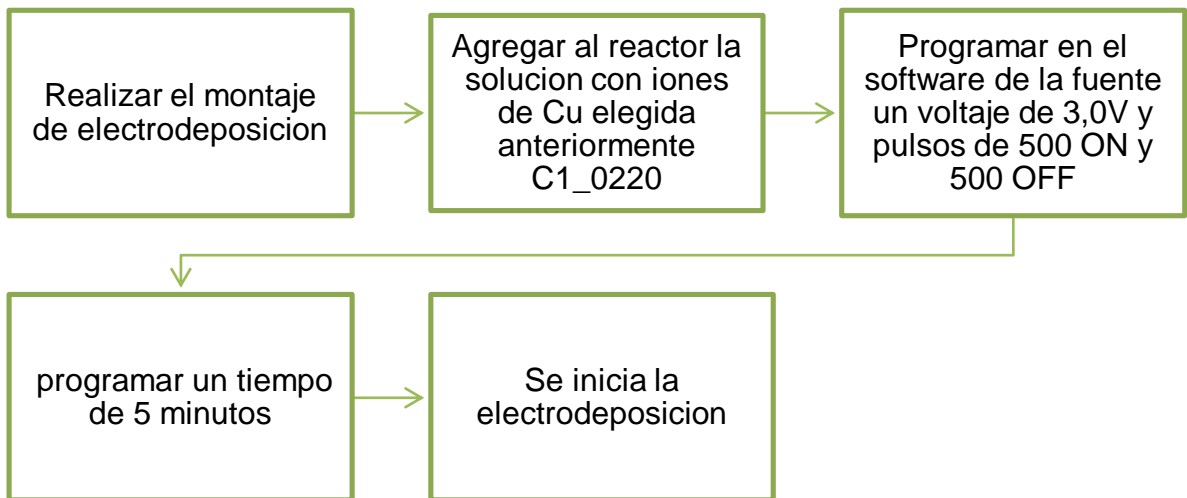 Realizar el montaje
de electrodeposicion
Agregar al reactor la
solucion con iones
de Cu elegida
anteriormente
C1_0220
Programar en el
software de la fuente
un voltaje de 3,0V y
pulsos de 500 ON y
500 OFF
programar un tiempo
de 5 minutos
Se inicia la
electrodeposicion